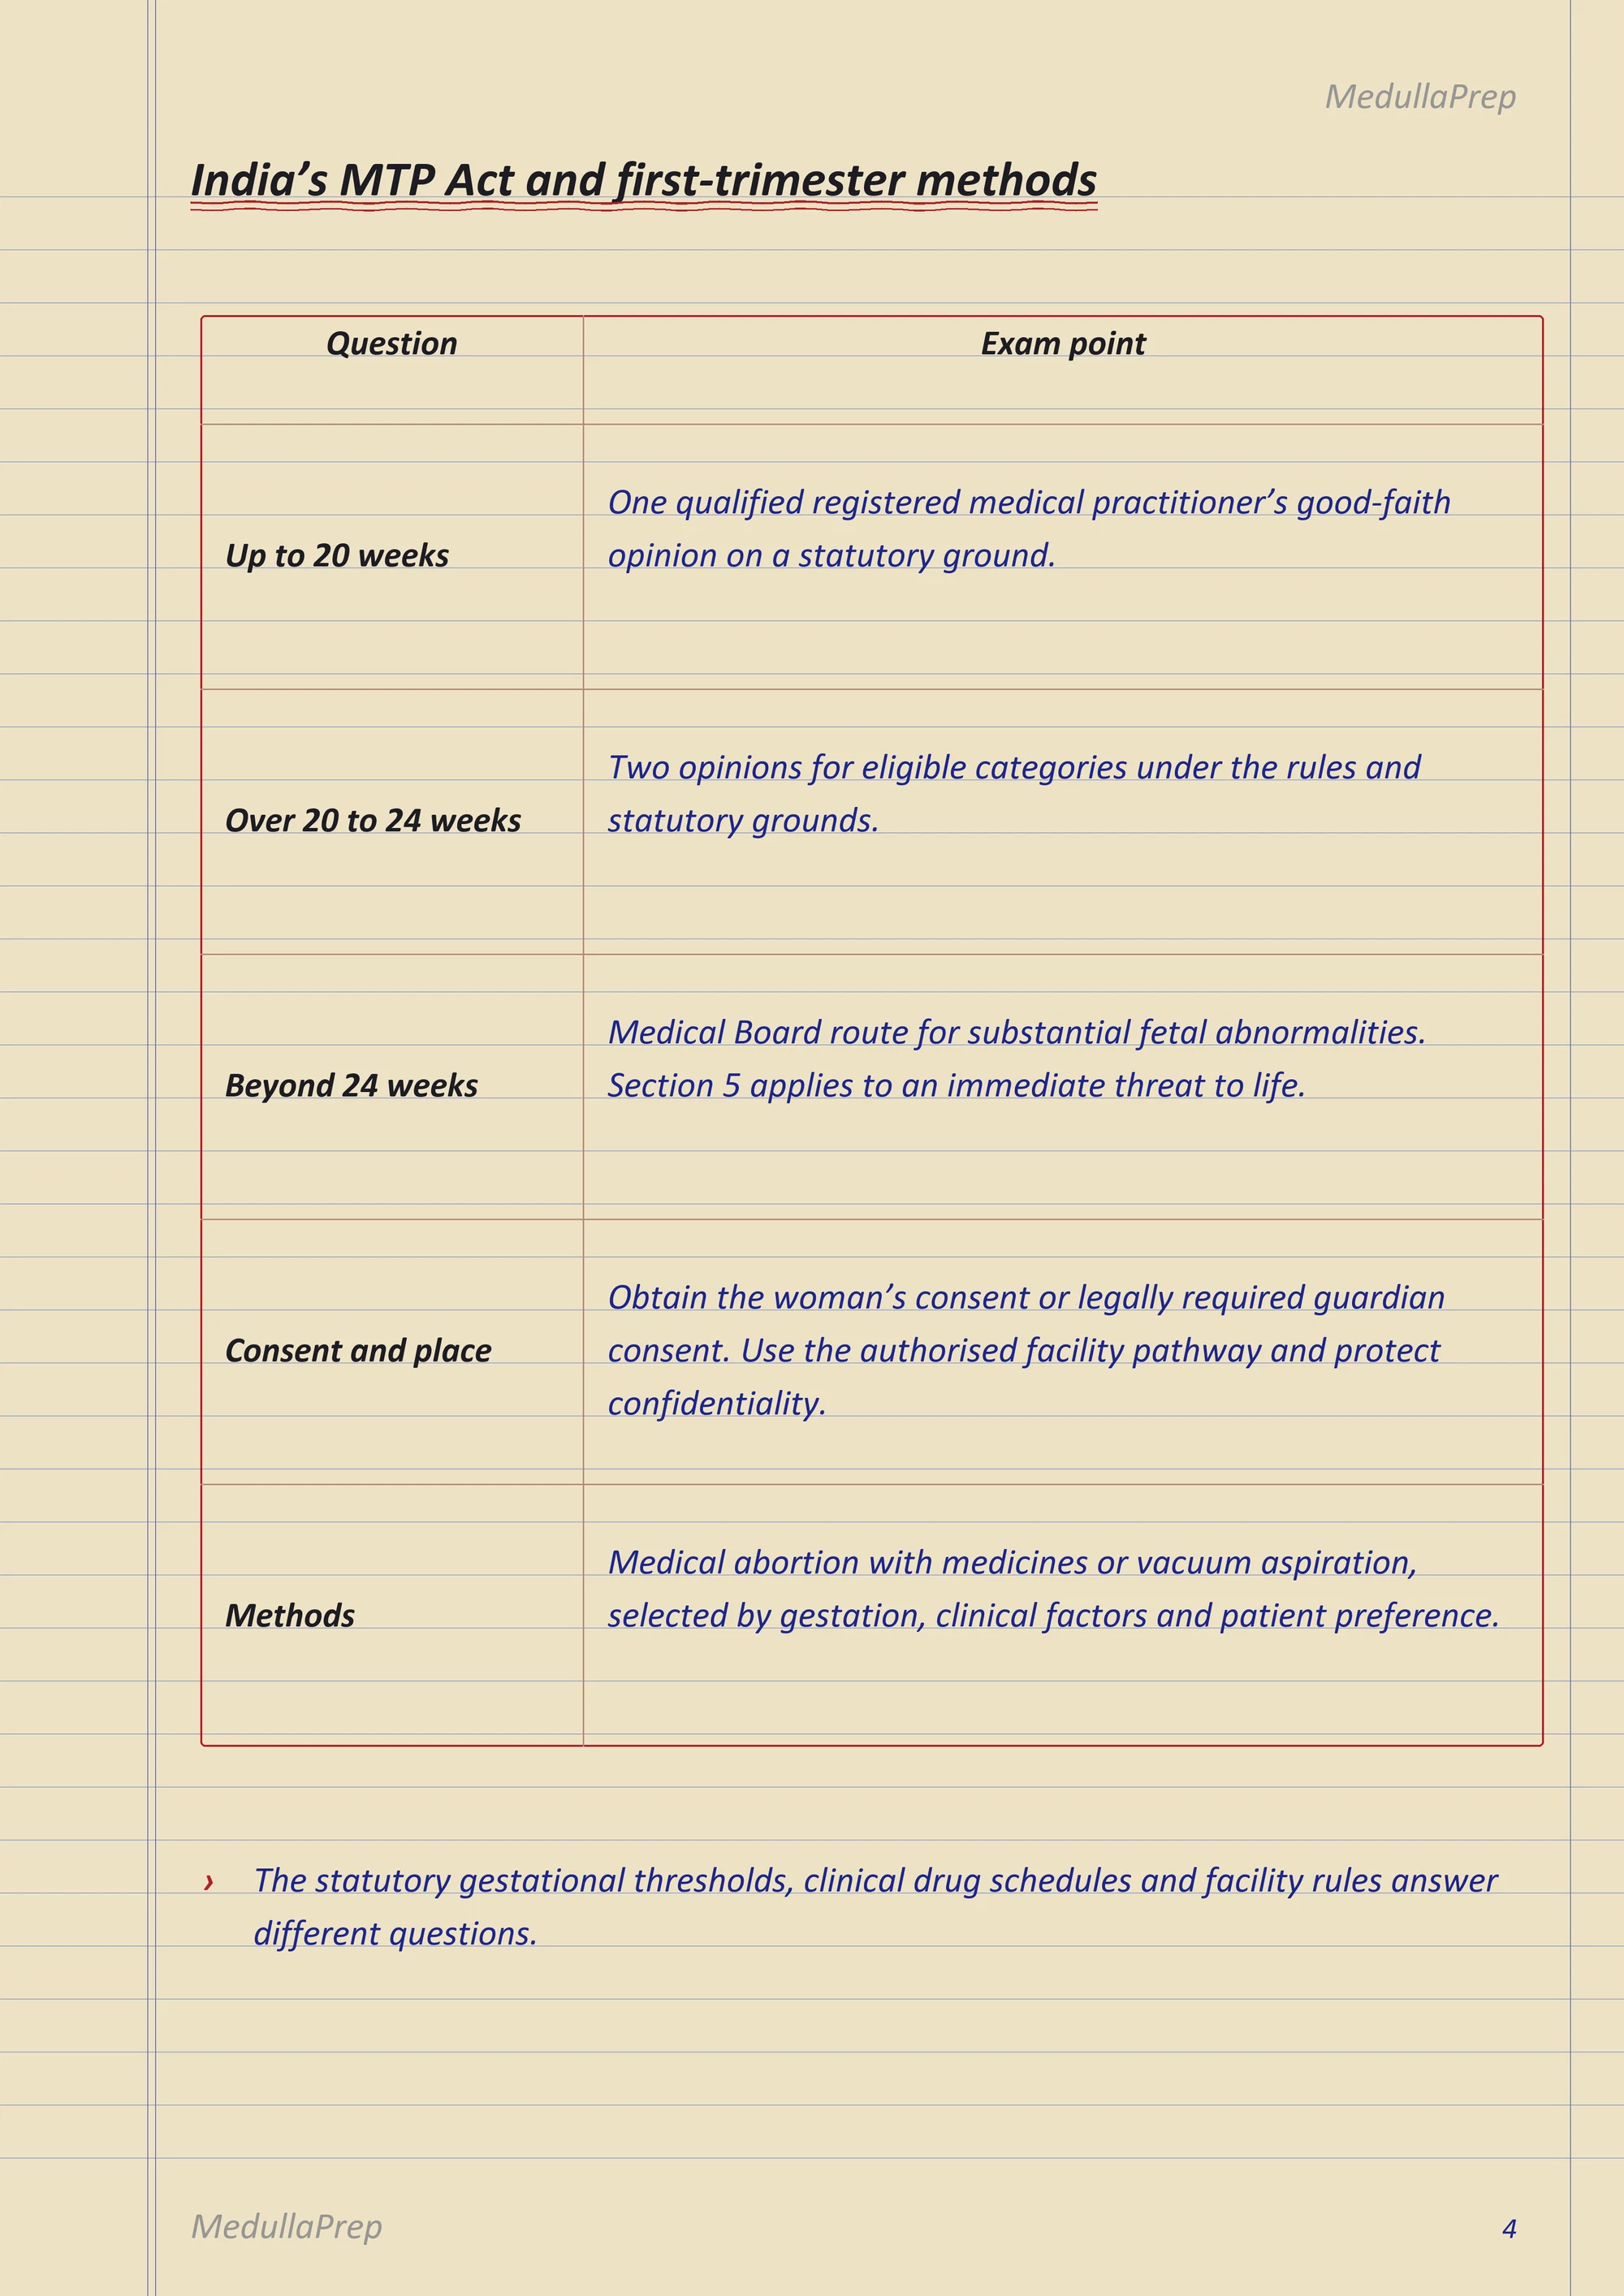 MedullaPrep
India’s MTP Act and first-trimester methods
Question
Exam point
Up to 20 weeks
One qualified registered medical practitioner’s good-faith
opinion on a statutory ground.
Over 20 to 24 weeks
Two opinions for eligible categories under the rules and
statutory grounds.
Beyond 24 weeks
Medical Board route for substantial fetal abnormalities.
Section 5 applies to an immediate threat to life.
Consent and place
Obtain the woman’s consent or legally required guardian
consent. Use the authorised facility pathway and protect
confidentiality.
Methods
Medical abortion with medicines or vacuum aspiration,
selected by gestation, clinical factors and patient preference.
› The statutory gestational thresholds, clinical drug schedules and facility rules answer
different questions.
MedullaPrep
4